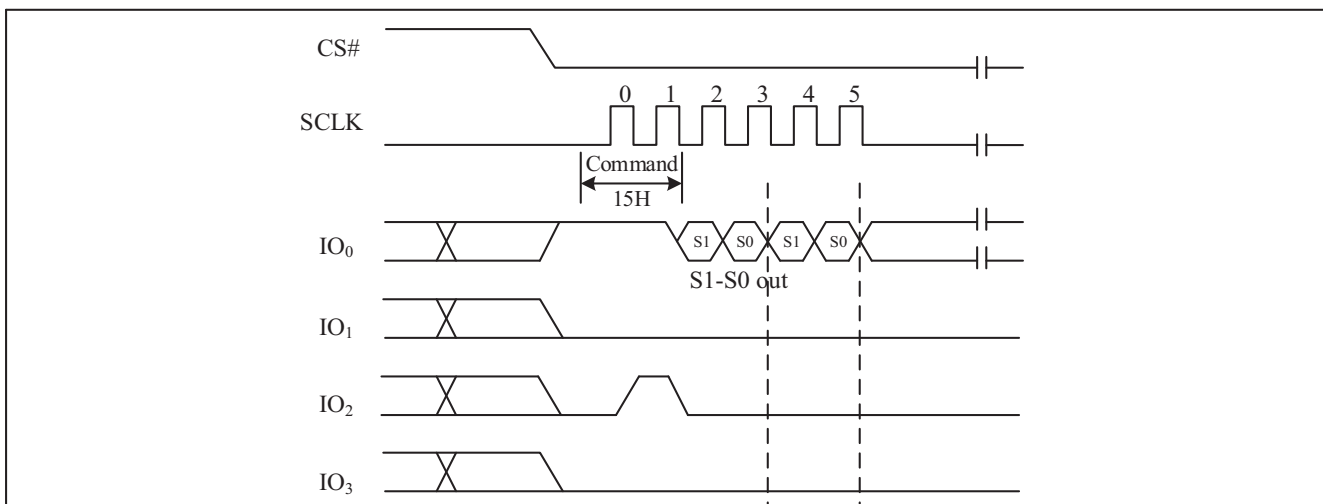 CS#
0 1 2 3 4 5
SCLK
Command
15H
IO₀
S1 S0 S1 S0
S1-S0 out
IO₁
IO₂
IO₃